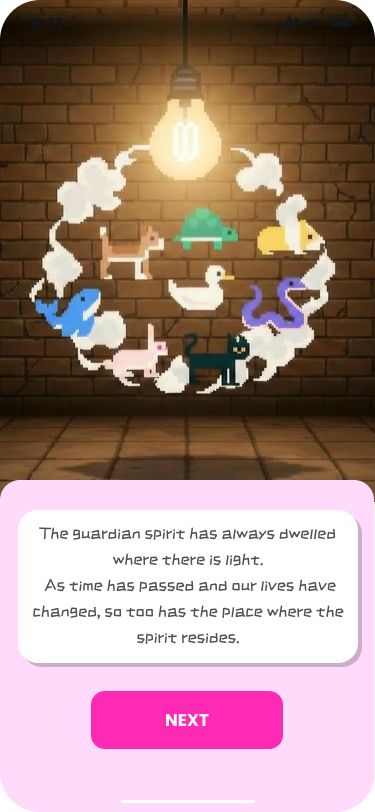 The guardian spirit has always dwelled
where there is light.
As time has passed and our lives have
changed, so too has the place where the
spirit resides.
NEXT